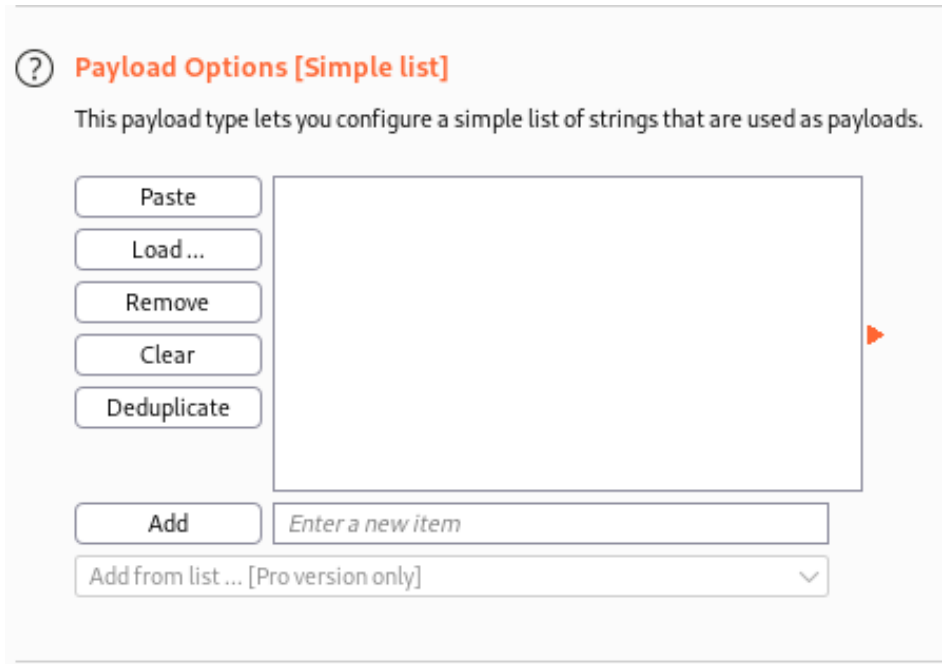 ?
Payload Options [Simple list]
This payload type lets you configure a simple list of strings that are used as payloads.
Paste
Load ...
Remove
Clear
Deduplicate
Add
Enter a new item
Add from list ... [Pro version only]